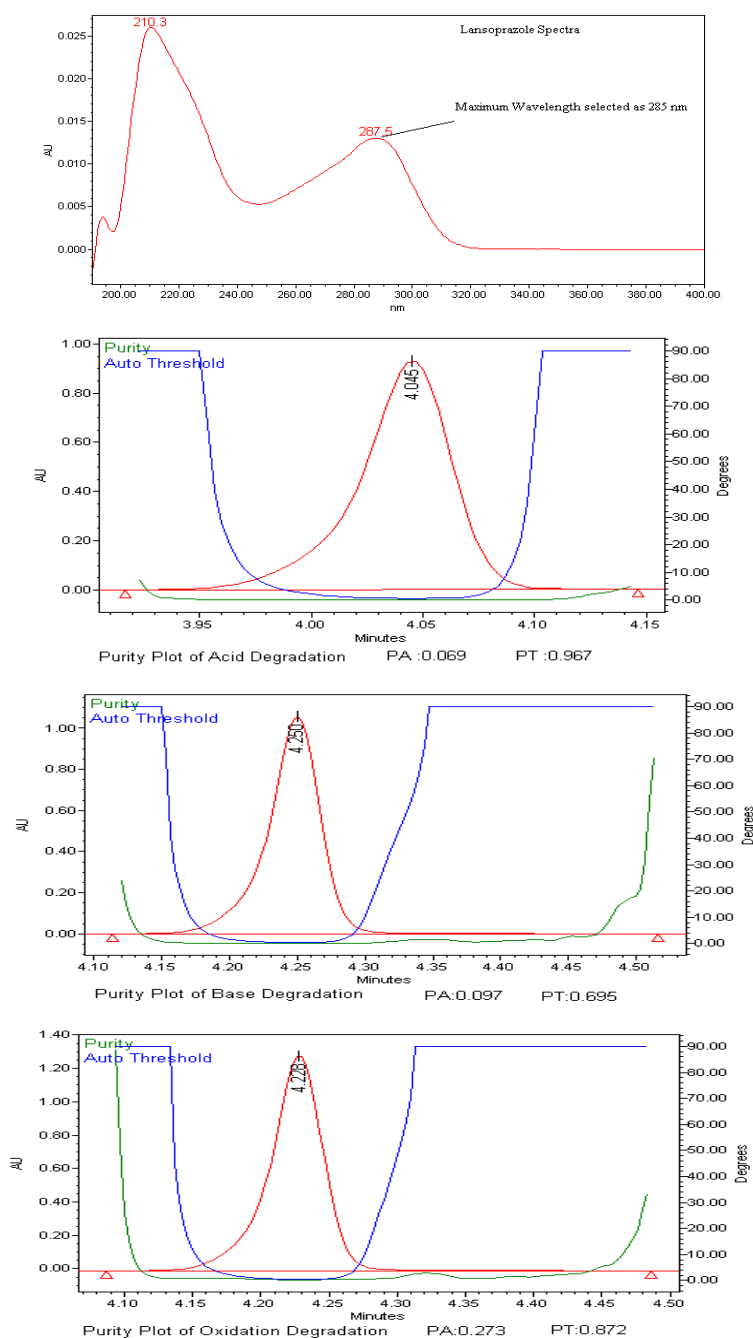 210.3
Lansoprazole Spectra
Maximum Wavelength selected as 285 nm
287.5
AU
0.025
0.020
0.015
0.010
0.005
0.000
200.00 220.00 240.00 260.00 280.00 300.00 320.00 340.00 360.00 380.00 400.00
nm
Purity
Auto Threshold
4.045
AU
1.00
0.80
0.60
0.40
0.20
0.00
90.00
80.00
70.00
60.00
50.00
40.00
30.00
20.00
10.00
0.00
Degrees
3.95 4.00 4.05 4.10 4.15
Minutes
Purity Plot of Acid Degradation PA :0.069 PT :0.967
Purity
Auto Threshold
4.250
AU
1.00
0.80
0.60
0.40
0.20
0.00
90.00
80.00
70.00
60.00
50.00
40.00
30.00
20.00
10.00
0.00
Degrees
4.10 4.15 4.20 4.25 4.30 4.35 4.40 4.45 4.50
Minutes
Purity Plot of Base Degradation PA:0.097 PT:0.695
Purity
Auto Threshold
4.228
AU
1.40
1.20
1.00
0.80
0.60
0.40
0.20
0.00
90.00
80.00
70.00
60.00
50.00
40.00
30.00
20.00
10.00
0.00
Degrees
4.10 4.15 4.20 4.25 4.30 4.35 4.40 4.45 4.50
Minutes
Purity Plot of Oxidation Degradation PA:0.273 PT:0.872